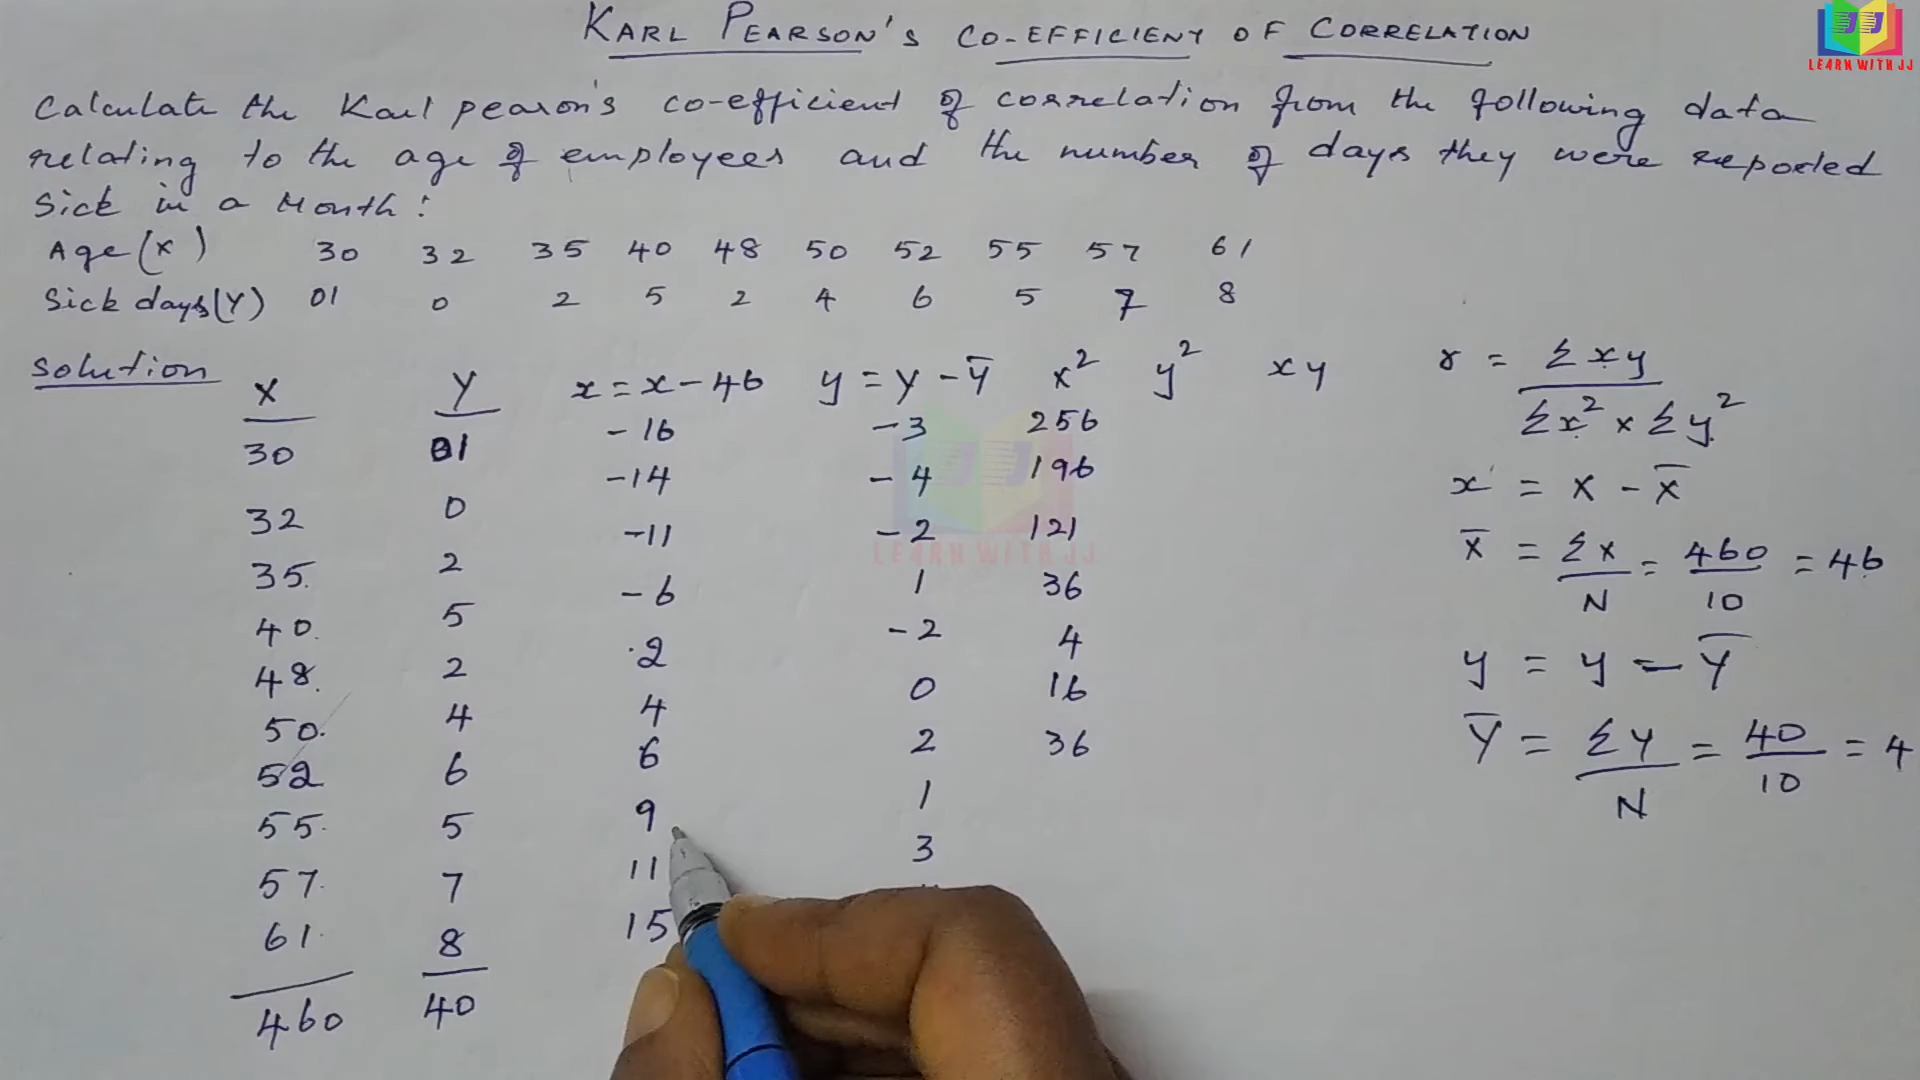 KARL PEARSON'S CO-EFFICIENT OF CORRELATION
JJ
LEARN WITH JJ
Calculate the Karl pearson's co-efficient of correlation from the following data
relating to the age of employees and the number of days they were reported
Sick in a Month :
Age (X) 30 32 35 40 48 50 52 55 57 61
Sick days (Y) 01 0 2 5 2 4 6 5 7 8
Solution
X Y x = x - 46 y = Y - Y̅ x² y² xy
30 01 -16 -3 256
32 0 -14 -4 196
35. 2 -11 -2 121
40. 5 -6 1 36
48. 2 2 -2 4
50. 4 4 0 16
52 6 6 2 36
55. 5 9 1
57. 7 11 3
61. 8 15
460 40
r = Σxy / Σx² × Σy²
x = X - X̅
X̅ = Σx / N = 460 / 10 = 46
y = y - Y̅
Y̅ = ΣY / N = 40 / 10 = 4
JJ
LEARN WITH JJ